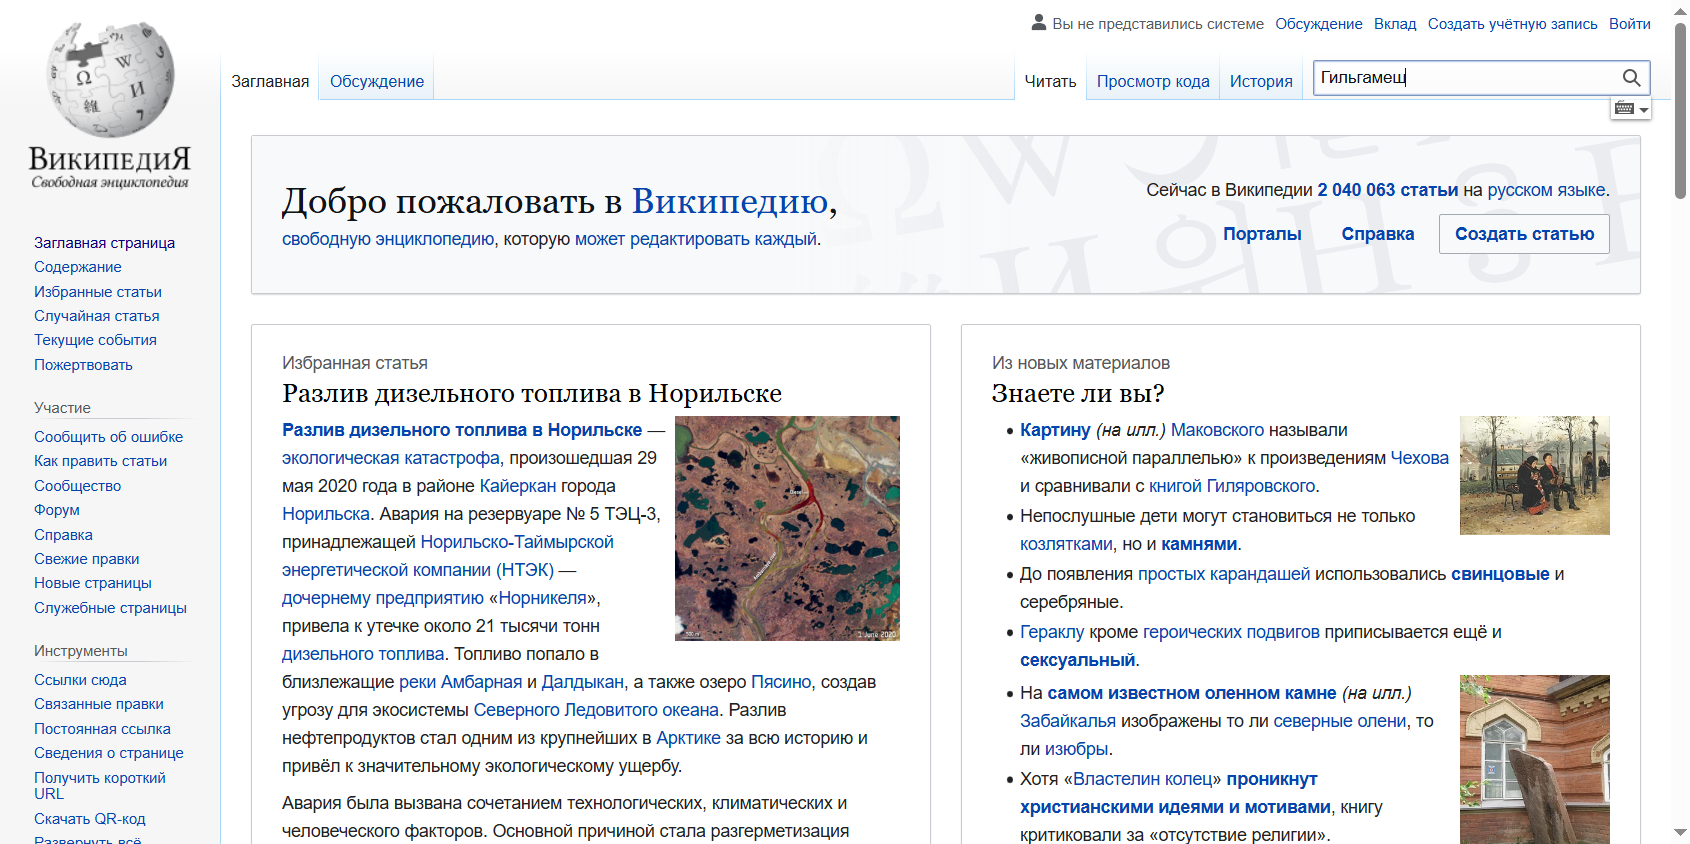 Вы не представились системе Обсуждение Вклад Создать учётную запись Войти
Заглавная Обсуждение Читать Просмотр кода История Гильгамещ
ВикипедиЯ
Свободная энциклопедия
Заглавная страница
Содержание
Избранные статьи
Случайная статья
Текущие события
Пожертвовать
Участие
Сообщить об ошибке
Как править статьи
Сообщество
Форум
Справка
Свежие правки
Новые страницы
Служебные страницы
Инструменты
Ссылки сюда
Связанные правки
Постоянная ссылка
Сведения о странице
Получить короткий
URL
Скачать QR-код
Развернуть всё
Добро пожаловать в Википедию,
свободную энциклопедию, которую может редактировать каждый.
Сейчас в Википедии 2 040 063 статьи на русском языке.
Порталы Справка Создать статью
Избранная статья
Разлив дизельного топлива в Норильске
Разлив дизельного топлива в Норильске —
экологическая катастрофа, произошедшая 29
мая 2020 года в районе Кайеркан города
Норильска. Авария на резервуаре № 5 ТЭЦ-3,
принадлежащей Норильско-Таймырской
энергетической компании (НТЭК) —
дочернему предприятию «Норникеля»,
привела к утечке около 21 тысячи тонн
дизельного топлива. Топливо попало в
близлежащие реки Амбарная и Далдыкан, а также озеро Пясино, создав
угрозу для экосистемы Северного Ледовитого океана. Разлив
нефтепродуктов стал одним из крупнейших в Арктике за всю историю и
привёл к значительному экологическому ущербу.
Авария была вызвана сочетанием технологических, климатических и
человеческого факторов. Основной причиной стала разгерметизация
1 June 2020
Из новых материалов
Знаете ли вы?
Картину (на илл.) Маковского называли
«живописной параллелью» к произведениям Чехова
и сравнивали с книгой Гиляровского.
Непослушные дети могут становиться не только
козлятками, но и камнями.
До появления простых карандашей использовались свинцовые и
серебряные.
Гераклу кроме героических подвигов приписывается ещё и
сексуальный.
На самом известном оленном камне (на илл.)
Забайкалья изображены то ли северные олени, то
ли изюбры.
Хотя «Властелин колец» проникнут
христианскими идеями и мотивами, книгу
критиковали за «отсутствие религии».